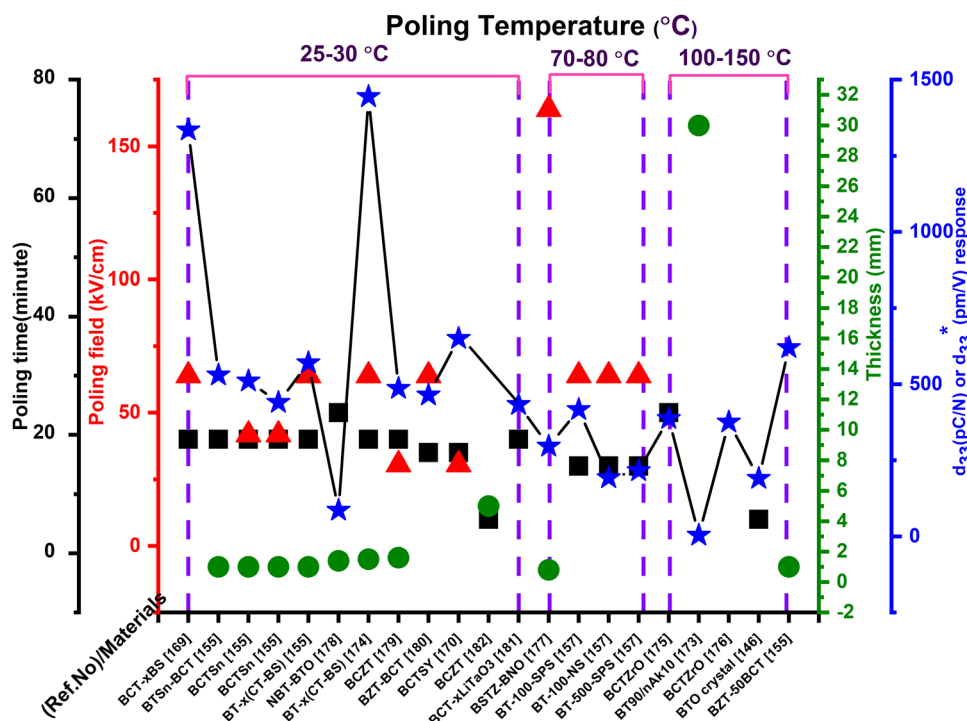 Poling Temperature (°C)
25-30 °C
70-80 °C
100-150 °C
80
60
40
20
0
Poling time(minute)
150
100
50
0
Poling field (kV/cm)
32
30
28
26
24
22
20
18
16
14
12
10
8
6
4
2
0
-2
Thickness (mm)
1500
1000
500
0
d33(pC/N) or d33* (pm/V) response
(Ref.No)/Materials
BCT-xBS [169]
BTSn-BCT [155]
BCTSn [155]
BCTSn [155]
BT-x(CT-BS) [155]
NBT-BTO [178]
BT-x(CT-BS) [174]
BCZT [179]
BZT-BCT [180]
BCTSY [170]
BCZT [182]
BCT-xLiTaO3 [181]
BSTZ-BNO [177]
BT-100-SPS [157]
BT-100-NS [157]
BT-500-SPS [157]
BCTZrO [175]
BT90/nAk10 [173]
BCTZrO [176]
BTO crystal [146]
BZT-50BCT [155]